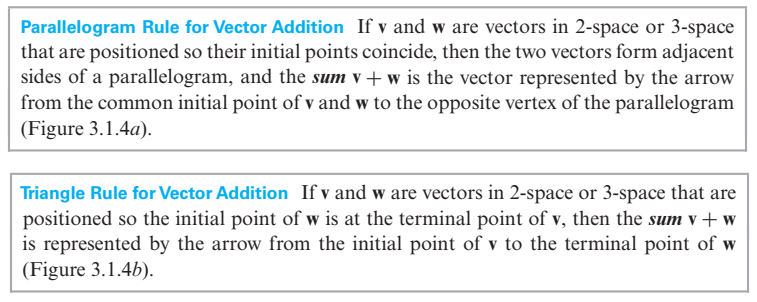 Parallelogram Rule for Vector Addition If v and w are vectors in 2-space or 3-space
that are positioned so their initial points coincide, then the two vectors form adjacent
sides of a parallelogram, and the sum v + w is the vector represented by the arrow
from the common initial point of v and w to the opposite vertex of the parallelogram
(Figure 3.1.4a).
Triangle Rule for Vector Addition If v and w are vectors in 2-space or 3-space that are
positioned so the initial point of w is at the terminal point of v, then the sum v + w
is represented by the arrow from the initial point of v to the terminal point of w
(Figure 3.1.4b).